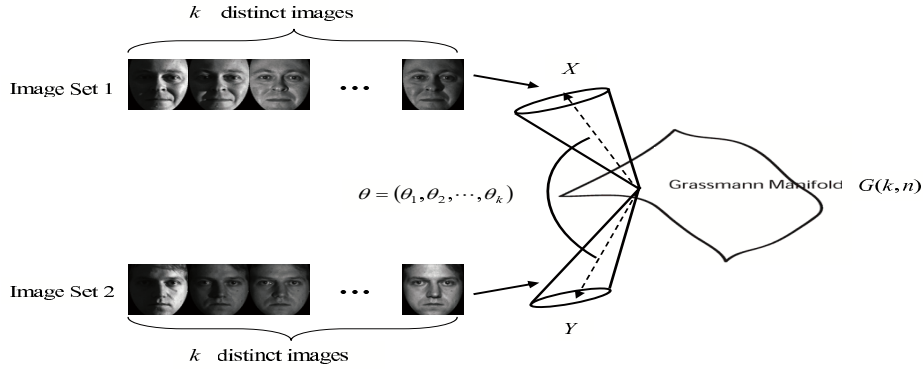 k distinct images
Image Set 1
X
θ = (θ₁, θ₂, ⋯, θₖ)
Grassmann Manifold G(k,n)
Image Set 2
Y
k distinct images